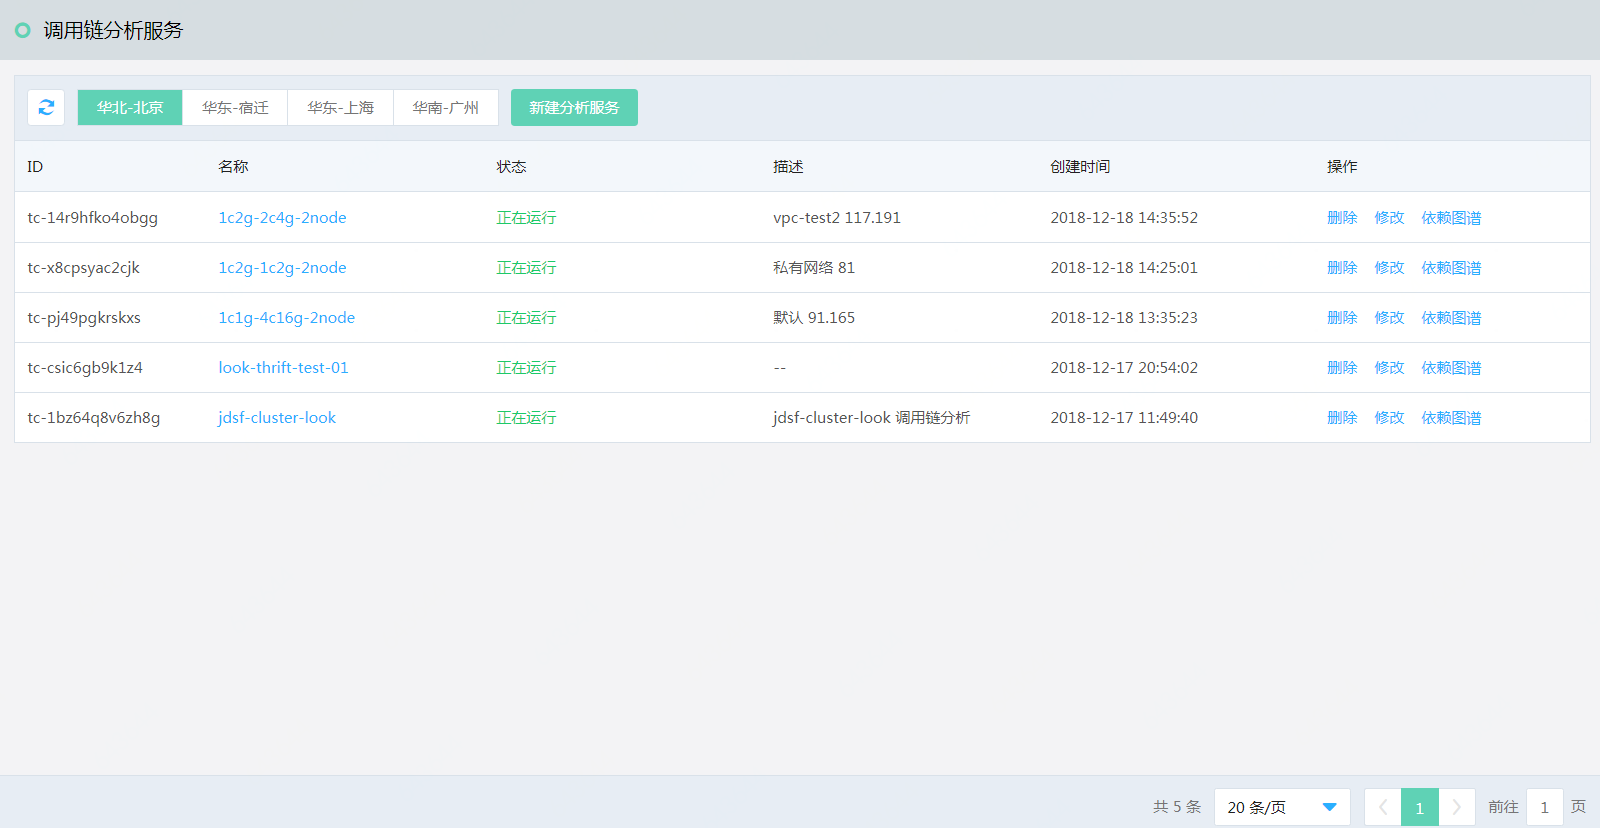 调用链分析服务
华北-北京 华东-宿迁 华东-上海 华南-广州 新建分析服务
ID 名称 状态 描述 创建时间 操作
tc-14r9hfko4obgg 1c2g-2c4g-2node 正在运行 vpc-test2 117.191 2018-12-18 14:35:52 删除 修改 依赖图谱
tc-x8cpsyac2cjk 1c2g-1c2g-2node 正在运行 私有网络 81 2018-12-18 14:25:01 删除 修改 依赖图谱
tc-pj49pgkrskxs 1c1g-4c16g-2node 正在运行 默认 91.165 2018-12-18 13:35:23 删除 修改 依赖图谱
tc-csic6gb9k1z4 look-thrift-test-01 正在运行 -- 2018-12-17 20:54:02 删除 修改 依赖图谱
tc-1bz64q8v6zh8g jdsf-cluster-look 正在运行 jdsf-cluster-look 调用链分析 2018-12-17 11:49:40 删除 修改 依赖图谱
共 5 条 20 条/页 1 前往 1 页